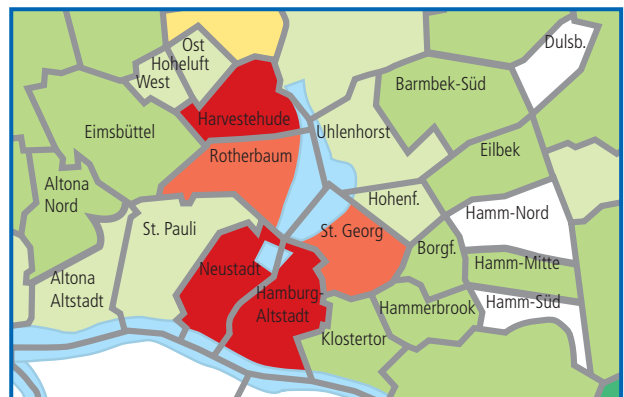 Ost
Hoheluft
West
Dulsb.
Barmbek-Süd
Harvestehude
Uhlenhorst
Eimsbüttel
Rotherbaum
Eilbek
Altona
Nord
Hohenf.
Hamm-Nord
St. Pauli
St. Georg
Borgf.
Neustadt
Hamm-Mitte
Altona
Altstadt
Hamburg-
Altstadt
Hammerbrook
Hamm-Süd
Klostertor